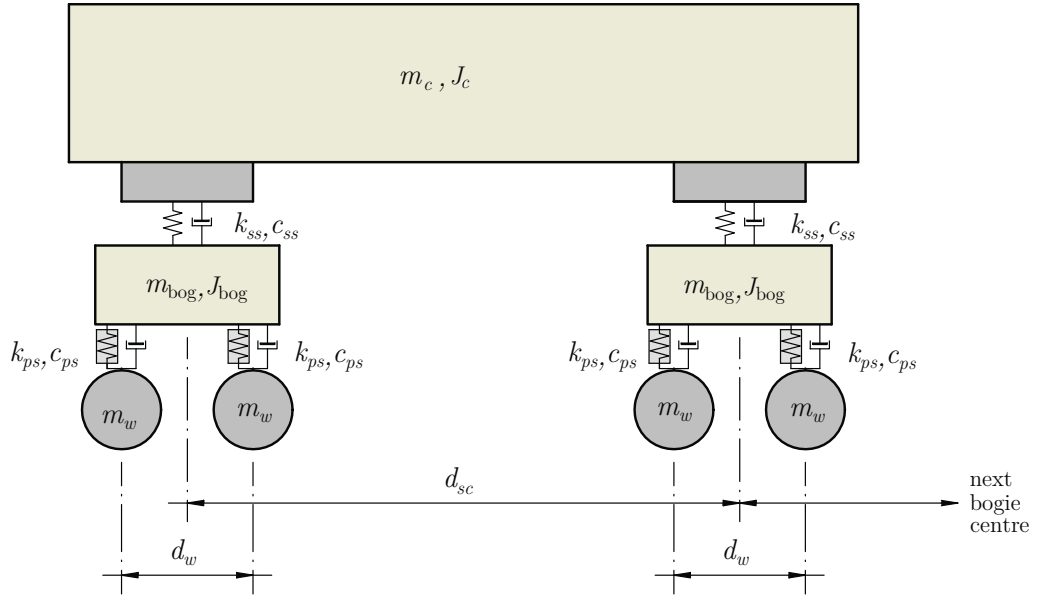 m_c , J_c
k_ss, c_ss
k_ss, c_ss
m_bog, J_bog
m_bog, J_bog
k_ps, c_ps
k_ps, c_ps
k_ps, c_ps
k_ps, c_ps
m_w
m_w
m_w
m_w
d_sc
next
bogie
centre
d_w
d_w